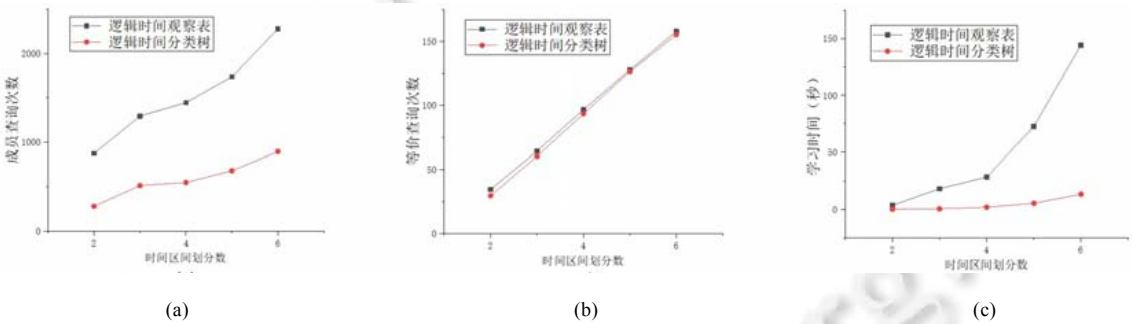 逻辑时间观察表
逻辑时间分类树
成员查询次数
2000
1000
0
2
4
6
时间区间划分数
(a)
逻辑时间观察表
逻辑时间分类树
等价查询次数
150
100
50
0
2
4
6
时间区间划分数
(b)
逻辑时间观察表
逻辑时间分类树
学习时间（秒）
150
100
50
0
2
4
6
时间区间划分数
(c)